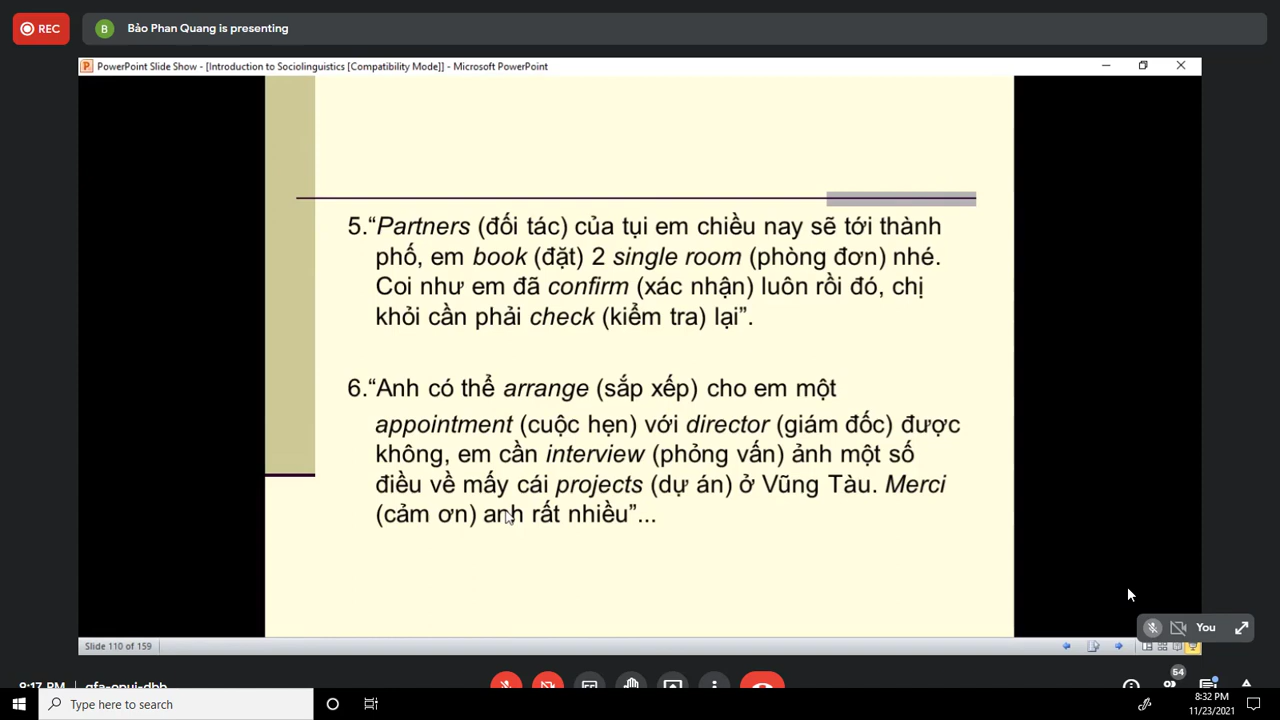 REC
B
Bảo Phan Quang is presenting
PowerPoint Slide Show - [Introduction to Sociolinguistics [Compatibility Mode]] - Microsoft PowerPoint
5.“Partners (đối tác) của tụi em chiều nay sẽ tới thành
phố, em book (đặt) 2 single room (phòng đơn) nhé.
Coi như em đã confirm (xác nhận) luôn rồi đó, chị
khỏi cần phải check (kiểm tra) lại”.
6.“Anh có thể arrange (sắp xếp) cho em một
appointment (cuộc hẹn) với director (giám đốc) được
không, em cần interview (phỏng vấn) ảnh một số
điều về mấy cái projects (dự án) ở Vũng Tàu. Merci
(cảm ơn) anh rất nhiều”...
You
Slide 110 of 159
54
8:17 PM
Type here to search
8:32 PM
11/23/2021